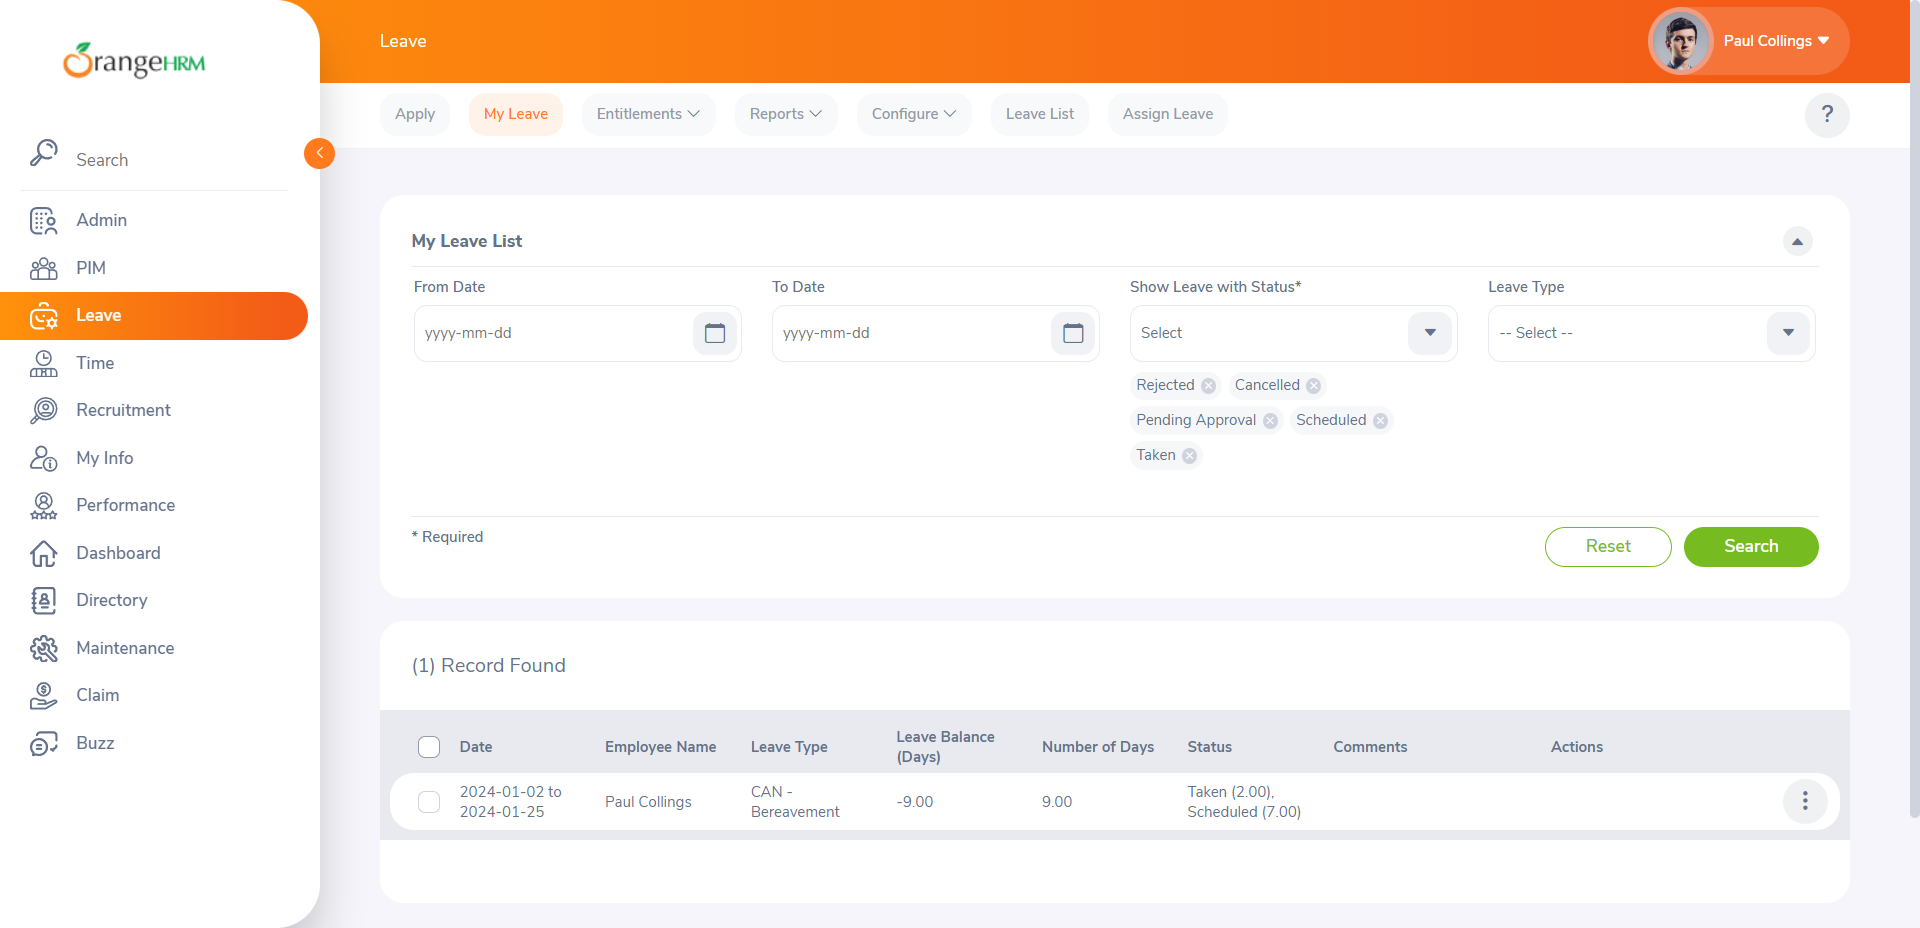 OrangeHRM
Leave
Paul Collings
Apply
My Leave
Entitlements
Reports
Configure
Leave List
Assign Leave
?
Search
Admin
PIM
Leave
Time
Recruitment
My Info
Performance
Dashboard
Directory
Maintenance
Claim
Buzz
My Leave List
From Date
To Date
Show Leave with Status*
Leave Type
yyyy-mm-dd
yyyy-mm-dd
Select
-- Select --
Rejected
Cancelled
Pending Approval
Scheduled
Taken
* Required
Reset
Search
(1) Record Found
Date
Employee Name
Leave Type
Leave Balance
(Days)
Number of Days
Status
Comments
Actions
2024-01-02 to
2024-01-25
Paul Collings
CAN -
Bereavement
-9.00
9.00
Taken (2.00),
Scheduled (7.00)